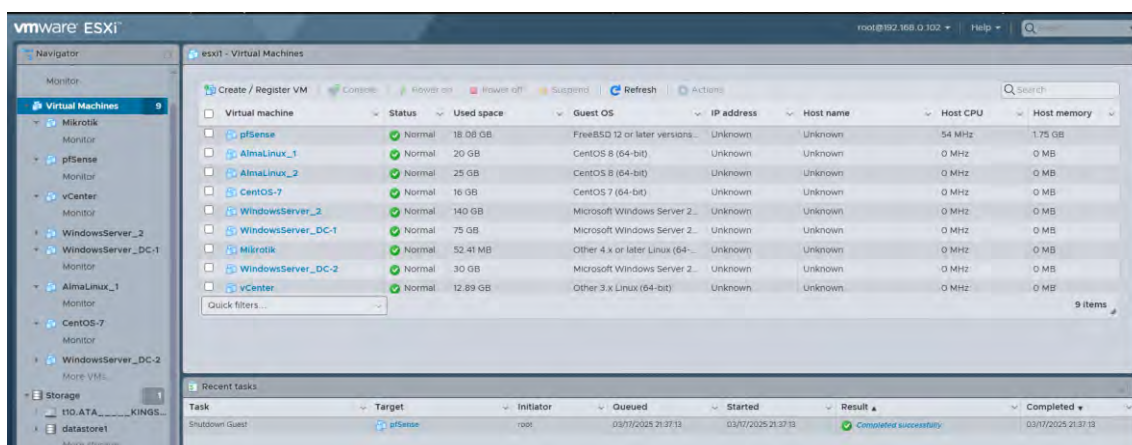 vmware ESXi
root@192.168.0.102 | Help
Navigator
esxi1 - Virtual Machines
Monitor
Virtual Machines 9
Mikrotik
Monitor
pfSense
Monitor
vCenter
Monitor
WindowsServer_2
WindowsServer_DC-1
Monitor
AlmaLinux_1
Monitor
CentOS-7
Monitor
WindowsServer_DC-2
More VMs...
Storage 1
t10.ATA_____KINGS...
datastore1
Create / Register VM | Console | Power on Power off Suspend | Refresh | Actions
Search
Virtual machine Status Used space Guest OS IP address Host name Host CPU Host memory
pfSense Normal 18.08 GB FreeBSD 12 or later versions... Unknown Unknown 54 MHz 1.75 GB
AlmaLinux_1 Normal 20 GB CentOS 8 (64-bit) Unknown Unknown 0 MHz 0 MB
AlmaLinux_2 Normal 25 GB CentOS 8 (64-bit) Unknown Unknown 0 MHz 0 MB
CentOS-7 Normal 16 GB CentOS 7 (64-bit) Unknown Unknown 0 MHz 0 MB
WindowsServer_2 Normal 140 GB Microsoft Windows Server 2... Unknown Unknown 0 MHz 0 MB
WindowsServer_DC-1 Normal 75 GB Microsoft Windows Server 2... Unknown Unknown 0 MHz 0 MB
Mikrotik Normal 52.41 MB Other 4.x or later Linux (64-... Unknown Unknown 0 MHz 0 MB
WindowsServer_DC-2 Normal 30 GB Microsoft Windows Server 2... Unknown Unknown 0 MHz 0 MB
vCenter Normal 12.89 GB Other 3.x Linux (64-bit) Unknown Unknown 0 MHz 0 MB
Quick filters...
9 items
Recent tasks
Task Target Initiator Queued Started Result Completed
Shutdown Guest pfSense root 03/17/2025 21:37:13 03/17/2025 21:37:13 Completed successfully 03/17/2025 21:37:13